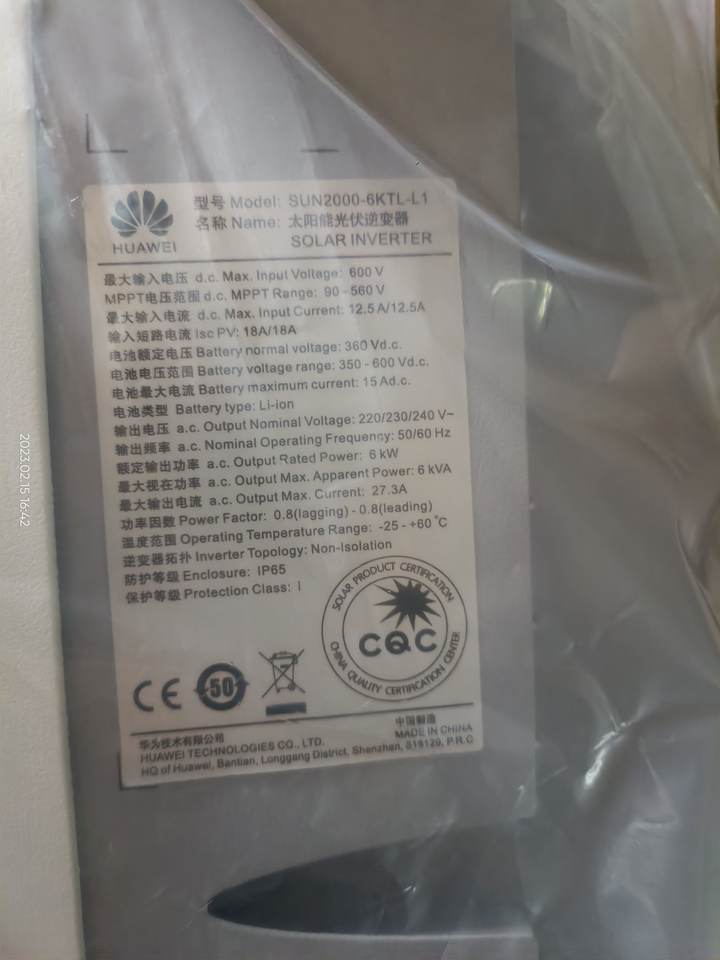 型号 Model: SUN2000-6KTL-L1
名称 Name: 太阳能光伏逆变器
SOLAR INVERTER
HUAWEI
最大输入电压 d.c. Max. Input Voltage: 600 V
MPPT电压范围 d.c. MPPT Range: 90 - 560 V
最大输入电流 d.c. Max. Input Current: 12.5 A/12.5A
输入短路电流 Isc PV: 18A/18A
电池额定电压 Battery normal voltage: 360 Vd.c.
电池电压范围 Battery voltage range: 350 - 600 Vd.c.
电池最大电流 Battery maximum current: 15 Ad.c.
电池类型 Battery type: Li-ion
输出电压 a.c. Output Nominal Voltage: 220/230/240 V~
输出频率 a.c. Nominal Operating Frequency: 50/60 Hz
额定输出功率 a.c. Output Rated Power: 6 kW
最大视在功率 a.c. Output Max. Apparent Power: 6 kVA
最大输出电流 a.c. Output Max. Current: 27.3A
功率因数 Power Factor: 0.8(lagging) - 0.8(leading)
温度范围 Operating Temperature Range: -25 - +60 °C
逆变器拓扑 Inverter Topology: Non-Isolation
防护等级 Enclosure: IP65
保护等级 Protection Class: I
SOLAR PRODUCT CERTIFICATION
CQC
CHINA QUALITY CERTIFICATION CENTER
CE
50
华为技术有限公司
HUAWEI TECHNOLOGIES CO., LTD.
中国制造
MADE IN CHINA
HQ of Huawei, Bantian, Longgang District, Shenzhen, 518129, P.R.C
2023.02.15 16:42